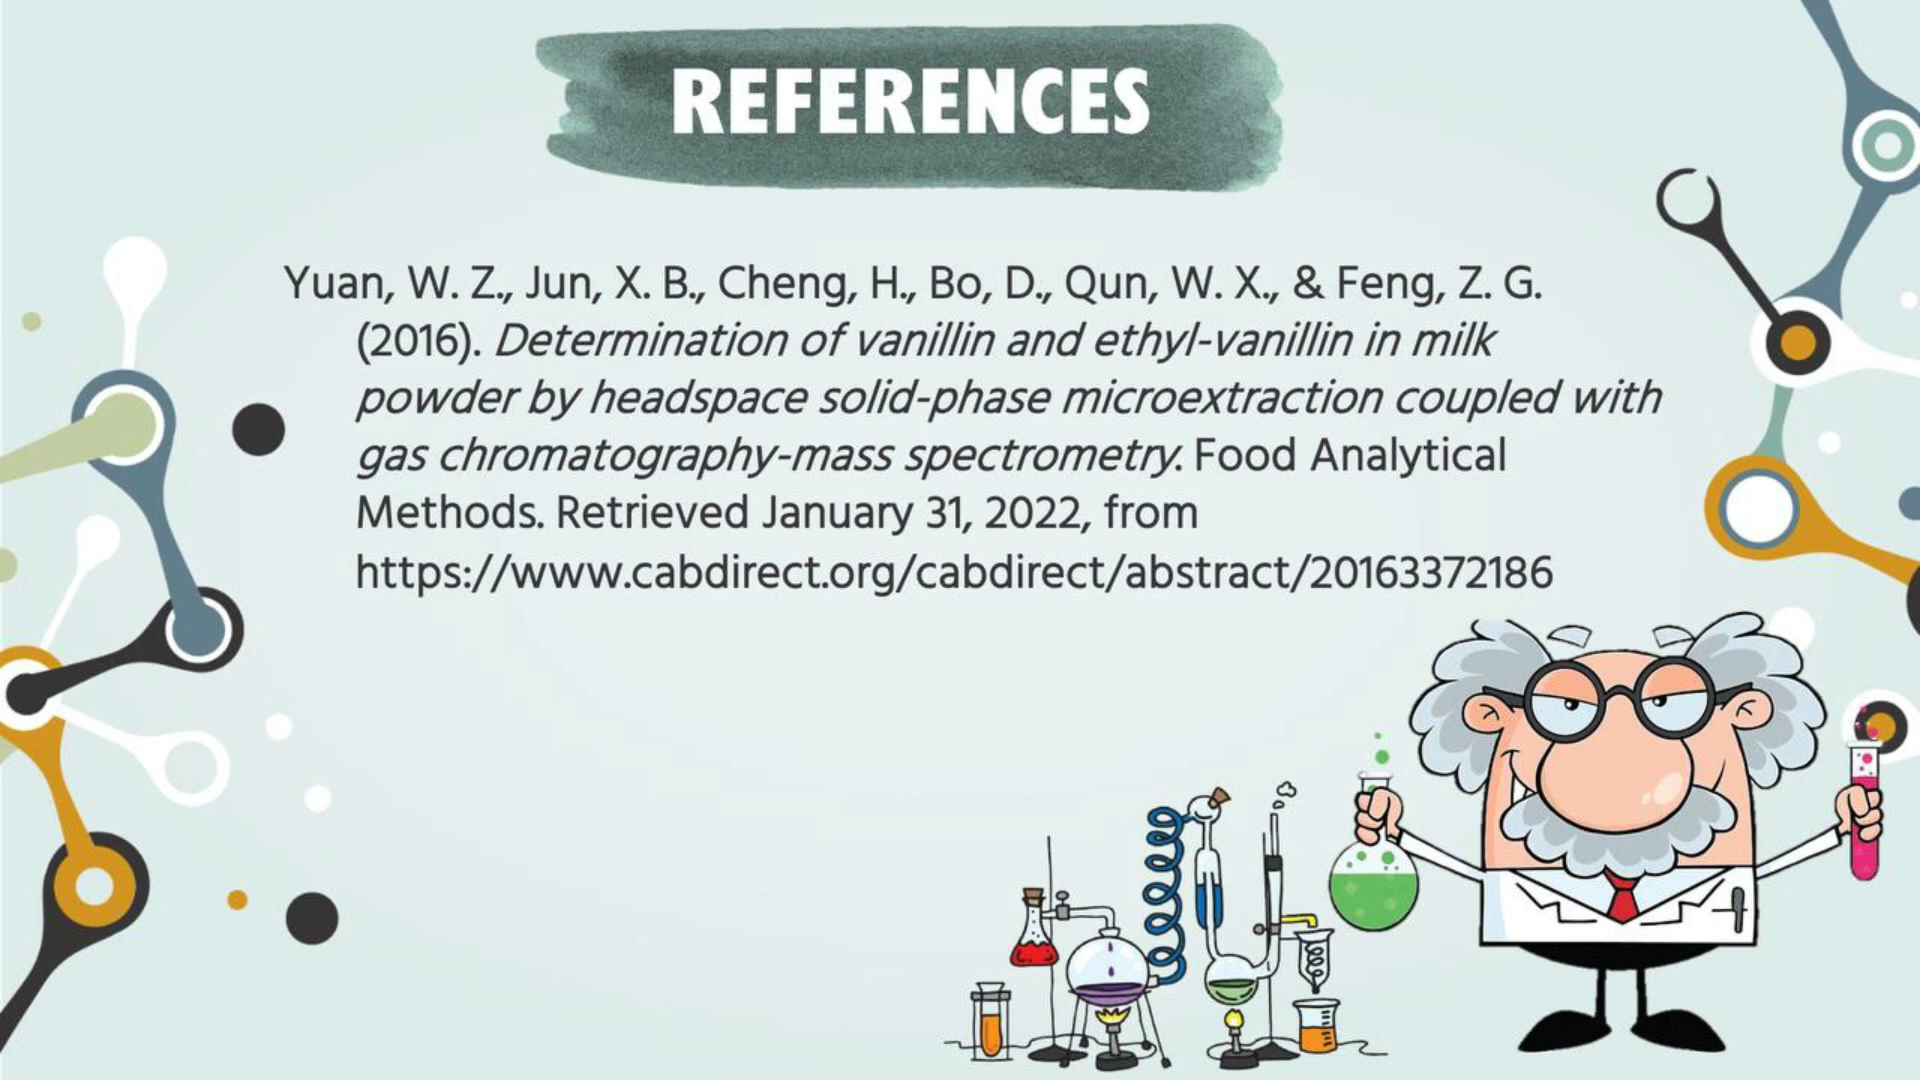 REFERENCES
Yuan, W. Z., Jun, X. B., Cheng, H., Bo, D., Qun, W. X., & Feng, Z. G.
(2016). Determination of vanillin and ethyl-vanillin in milk
powder by headspace solid-phase microextraction coupled with
gas chromatography-mass spectrometry. Food Analytical
Methods. Retrieved January 31, 2022, from
https://www.cabdirect.org/cabdirect/abstract/20163372186